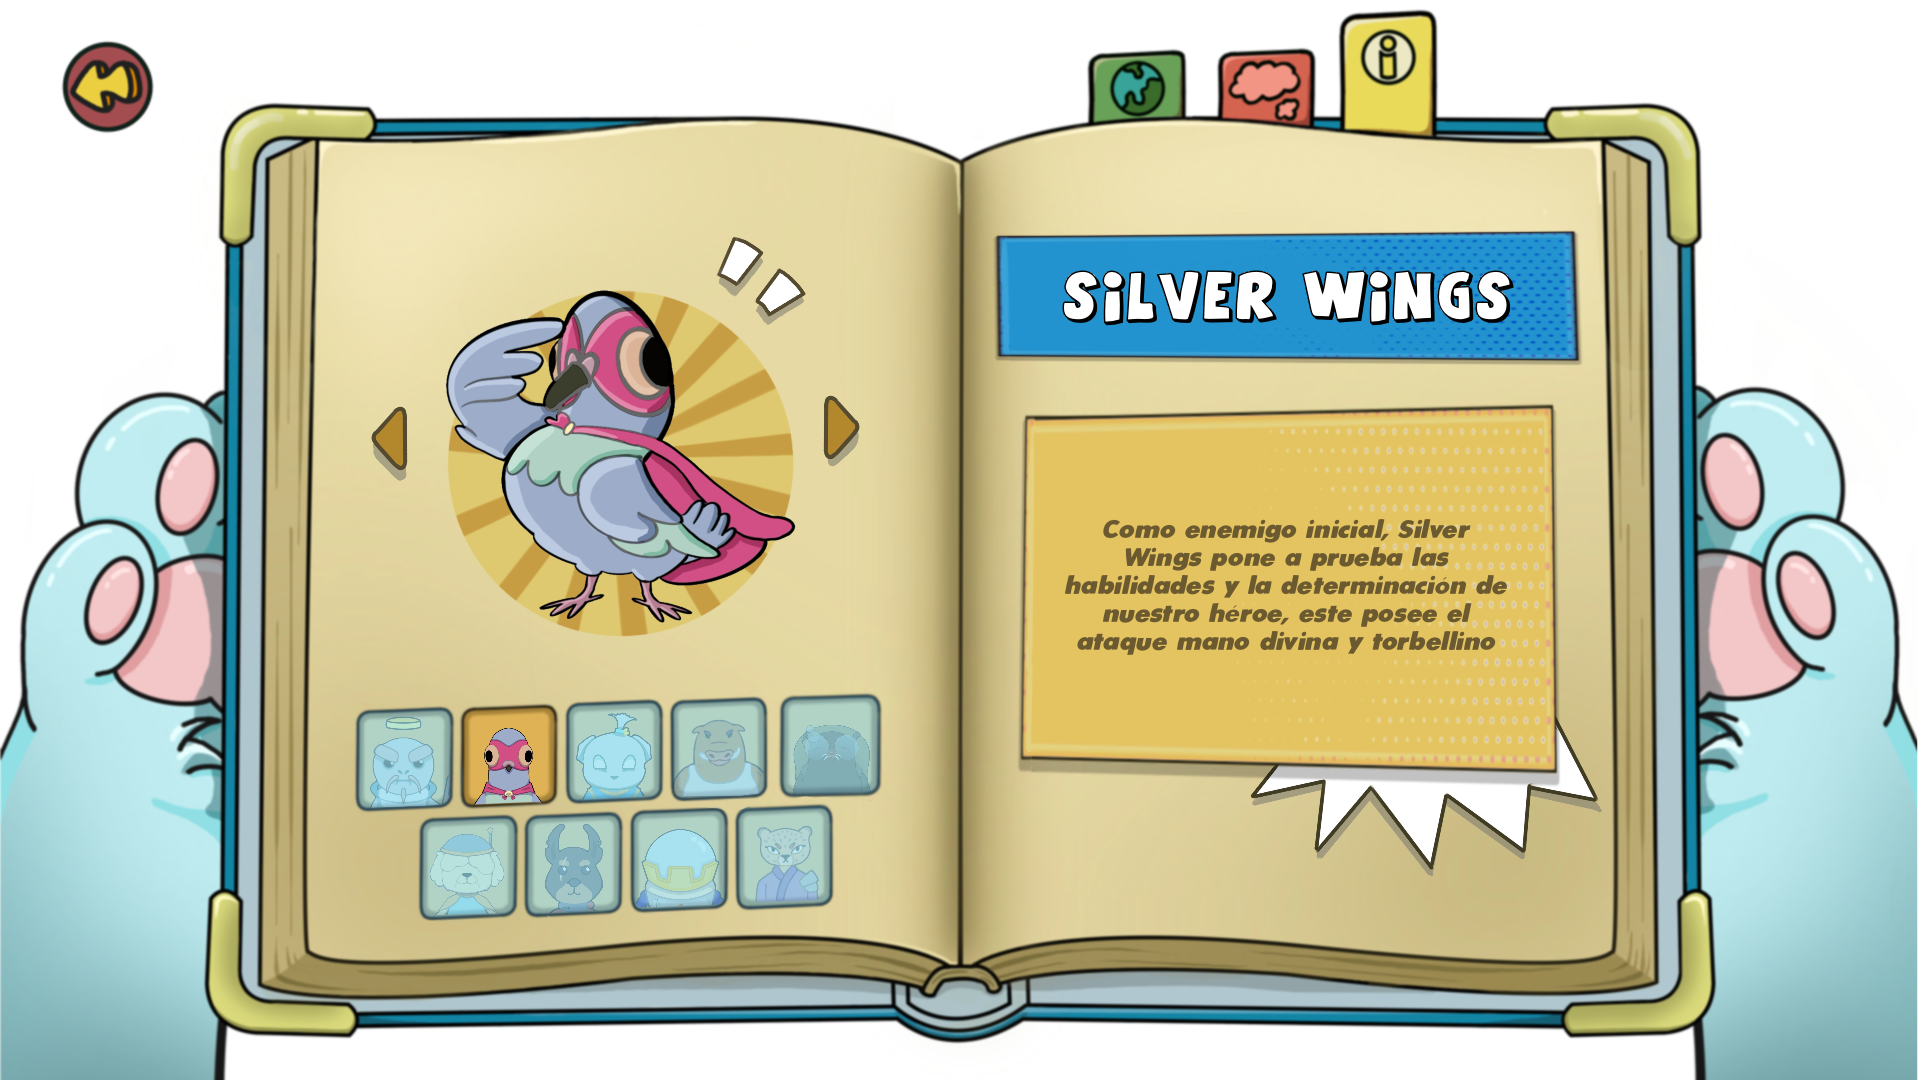 SiLVER WiNGS
Como enemigo inicial, Silver
Wings pone a prueba las
habilidades y la determinación de
nuestro héroe, este posee el
ataque mano divina y torbellino